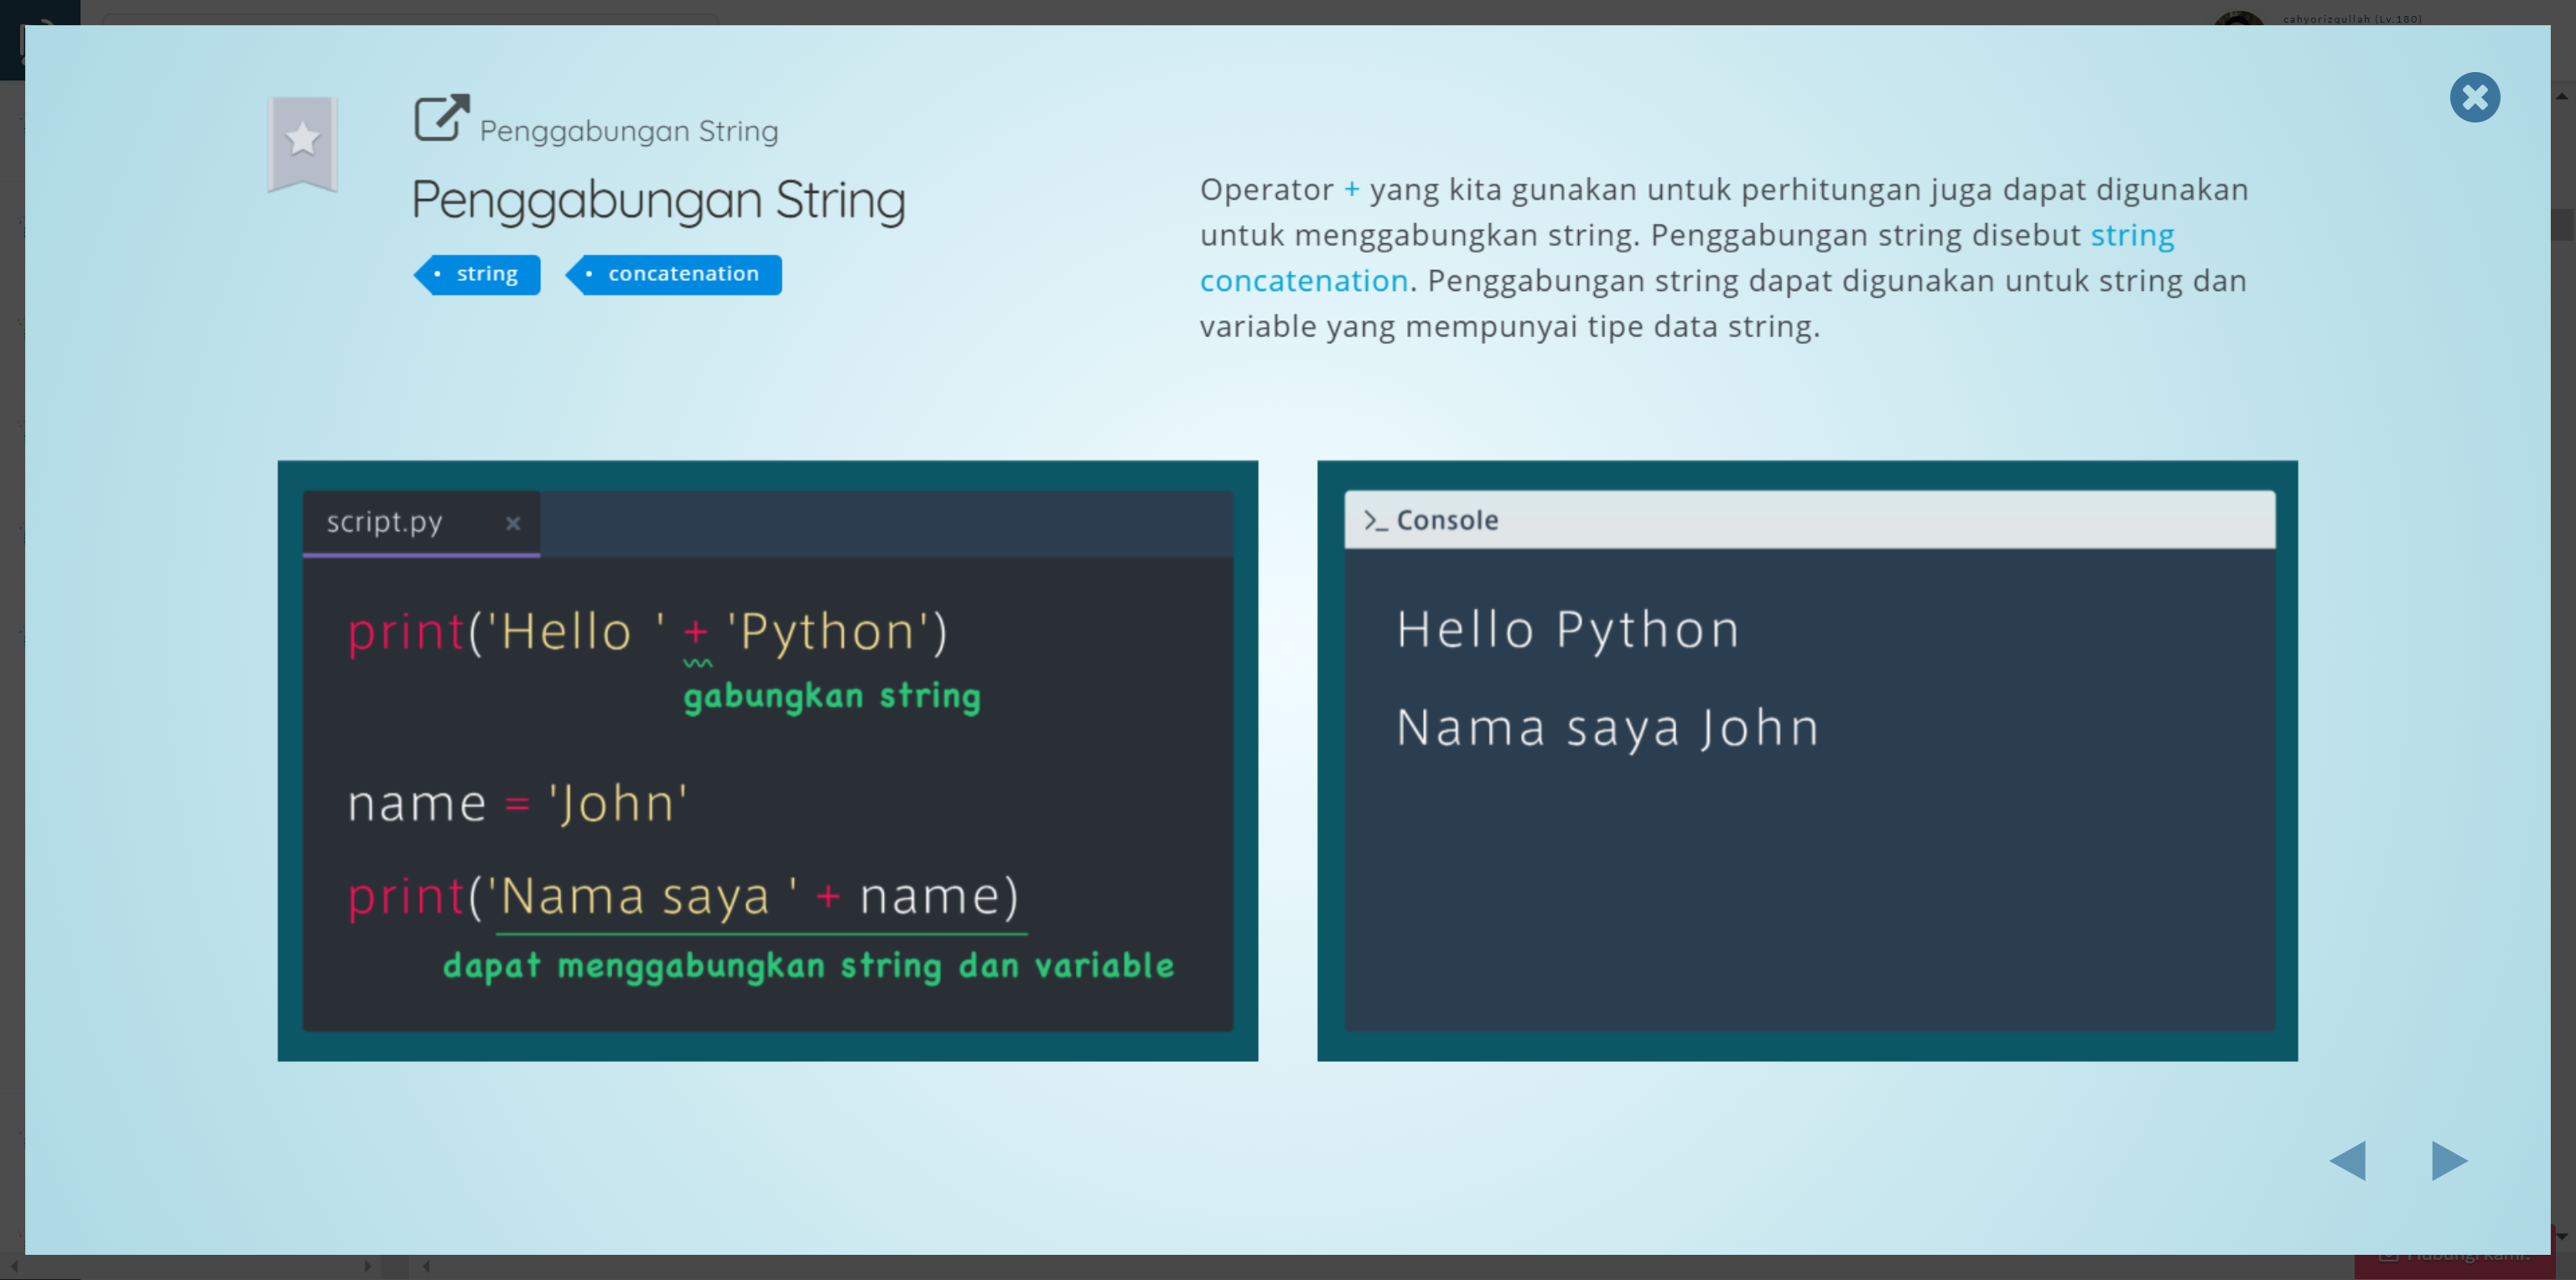 cahyorizqullah (Lv.180)
Penggabungan String
Penggabungan String
string
concatenation
Operator + yang kita gunakan untuk perhitungan juga dapat digunakan
untuk menggabungkan string. Penggabungan string disebut string
concatenation. Penggabungan string dapat digunakan untuk string dan
variable yang mempunyai tipe data string.
script.py ×
print('Hello ' + 'Python')
gabungkan string
name = 'John'
print('Nama saya ' + name)
dapat menggabungkan string dan variable
>_ Console
Hello Python
Nama saya John